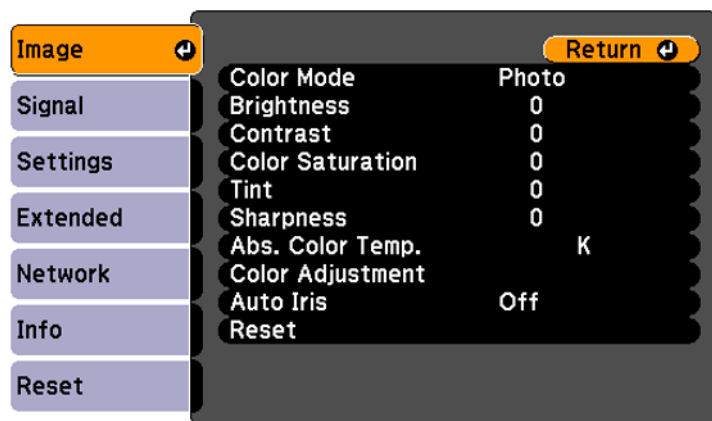 Image
Signal
Settings
Extended
Network
Info
Reset
Return
Color Mode Photo
Brightness 0
Contrast 0
Color Saturation 0
Tint 0
Sharpness 0
Abs. Color Temp. K
Color Adjustment
Auto Iris Off
Reset